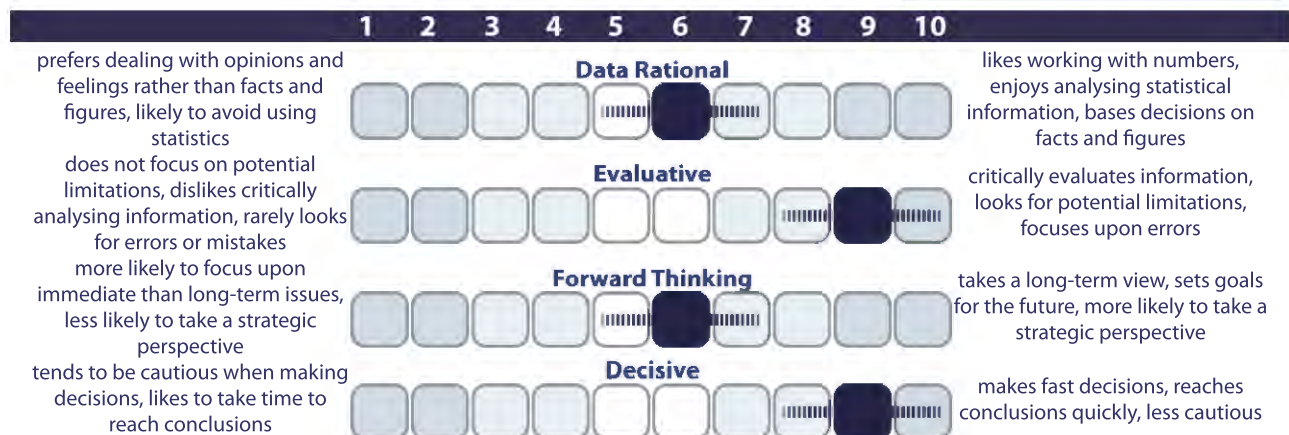 1 2 3 4 5 6 7 8 9 10
prefers dealing with opinions and
feelings rather than facts and
figures, likely to avoid using
statistics
Data Rational
likes working with numbers,
enjoys analysing statistical
information, bases decisions on
facts and figures
does not focus on potential
limitations, dislikes critically
analysing information, rarely looks
for errors or mistakes
Evaluative
critically evaluates information,
looks for potential limitations,
focuses upon errors
more likely to focus upon
immediate than long-term issues,
less likely to take a strategic
perspective
Forward Thinking
takes a long-term view, sets goals
for the future, more likely to take a
strategic perspective
tends to be cautious when making
decisions, likes to take time to
reach conclusions
Decisive
makes fast decisions, reaches
conclusions quickly, less cautious